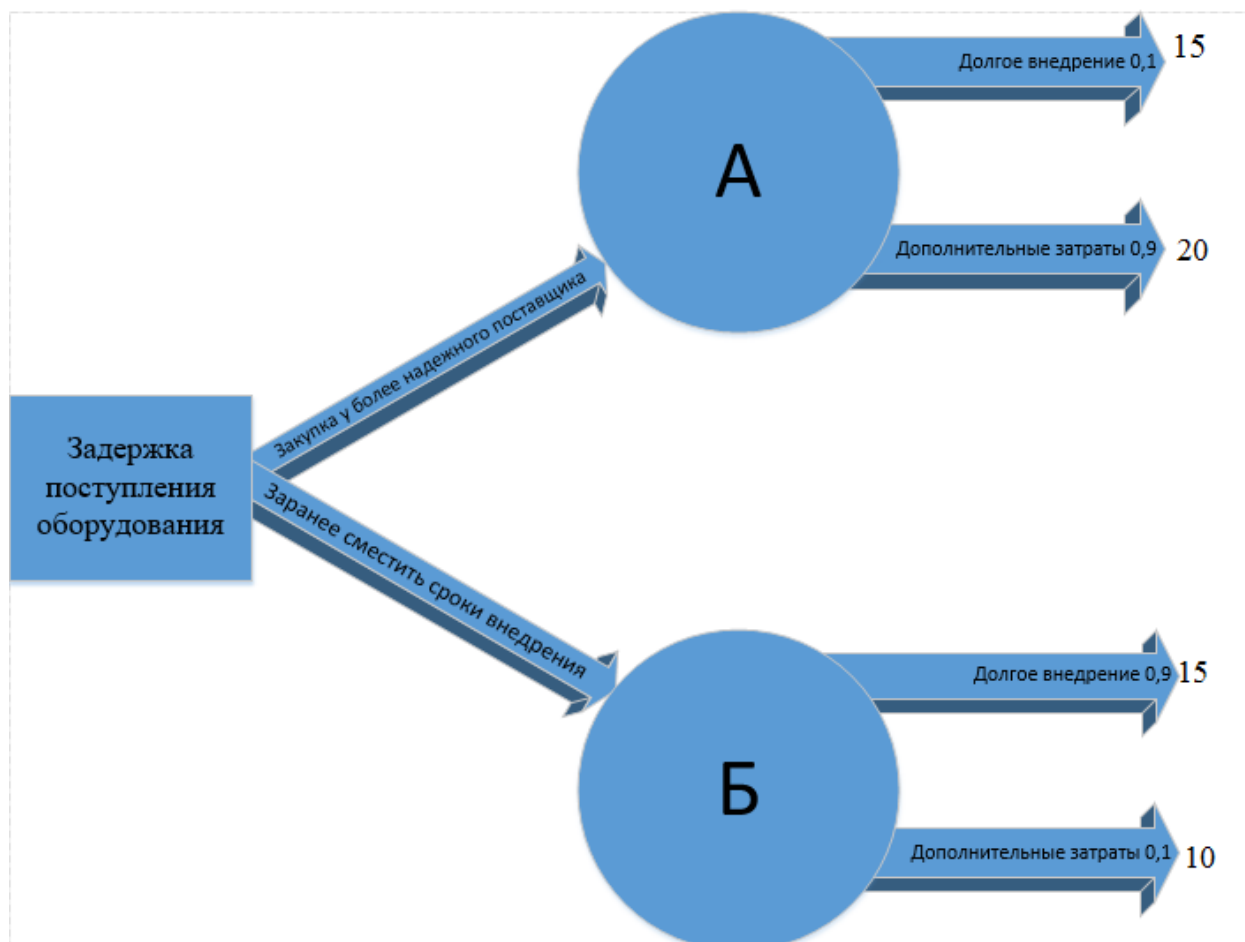 Долгое внедрение 0,1
15
А
Дополнительные затраты 0,9
20
Закупка у более надежного поставщика
Задержка
поступления
оборудования
Заранее сместить сроки внедрения
Долгое внедрение 0,9
15
Б
Дополнительные затраты 0,1
10